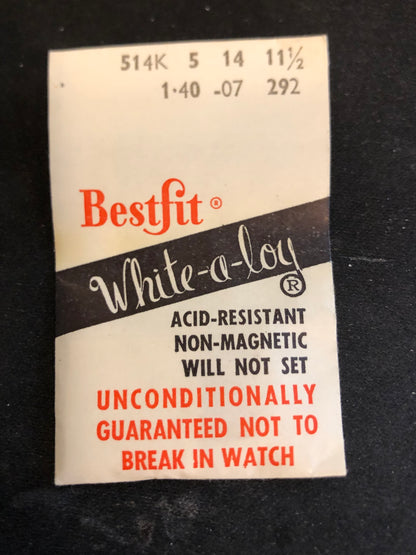 514K 5 14 11½
1·40 -07 292
Bestfit ®
White-a-loy ®
ACID-RESISTANT
NON-MAGNETIC
WILL NOT SET
UNCONDITIONALLY
GUARANTEED NOT TO
BREAK IN WATCH